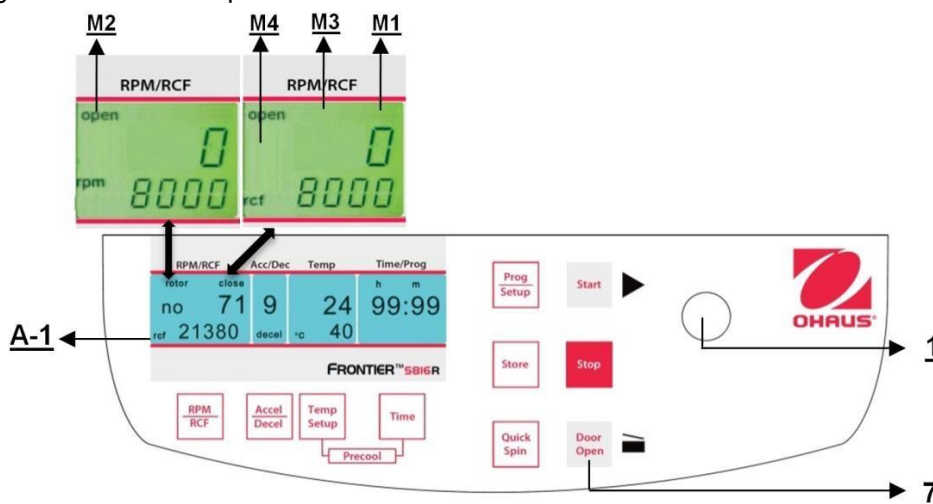 M2 M4 M3 M1
RPM/RCF RPM/RCF
open open
0 0
rpm 8000 rcf 8000
RPM/RCF Acc/Dec Temp Time/Prog
rotor close h m
no 71 9 24 99:99
rcf 21380 decel °C 40
A-1
FRONTIER™ 5816R
RPM
RCF
Accel
Decel
Temp
Setup
Time
Precool
Prog
Setup
Start
Store
Stop
Quick
Spin
Door
Open
OHAUS®
1
7